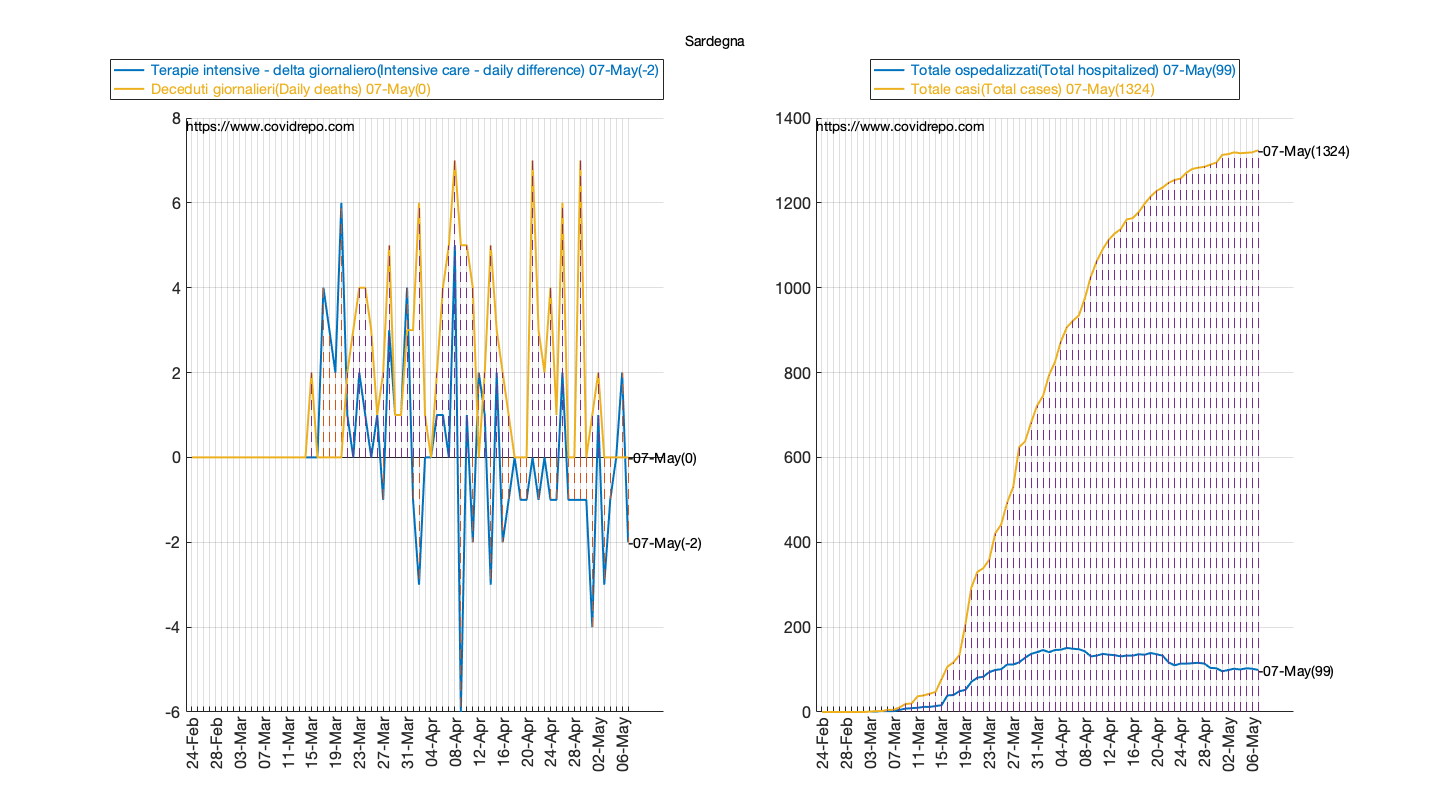 Sardegna
Terapie intensive - delta giornaliero(Intensive care - daily difference) 07-May(-2)
Deceduti giornalieri(Daily deaths) 07-May(0)
https://www.covidrepo.com
8
6
4
2
0
-2
-4
-6
-07-May(0)
-07-May(-2)
24-Feb
28-Feb
03-Mar
07-Mar
11-Mar
15-Mar
19-Mar
23-Mar
27-Mar
31-Mar
04-Apr
08-Apr
12-Apr
16-Apr
20-Apr
24-Apr
28-Apr
02-May
06-May
Totale ospedalizzati(Total hospitalized) 07-May(99)
Totale casi(Total cases) 07-May(1324)
https://www.covidrepo.com
1400
1200
1000
800
600
400
200
0
-07-May(1324)
-07-May(99)
24-Feb
28-Feb
03-Mar
07-Mar
11-Mar
15-Mar
19-Mar
23-Mar
27-Mar
31-Mar
04-Apr
08-Apr
12-Apr
16-Apr
20-Apr
24-Apr
28-Apr
02-May
06-May